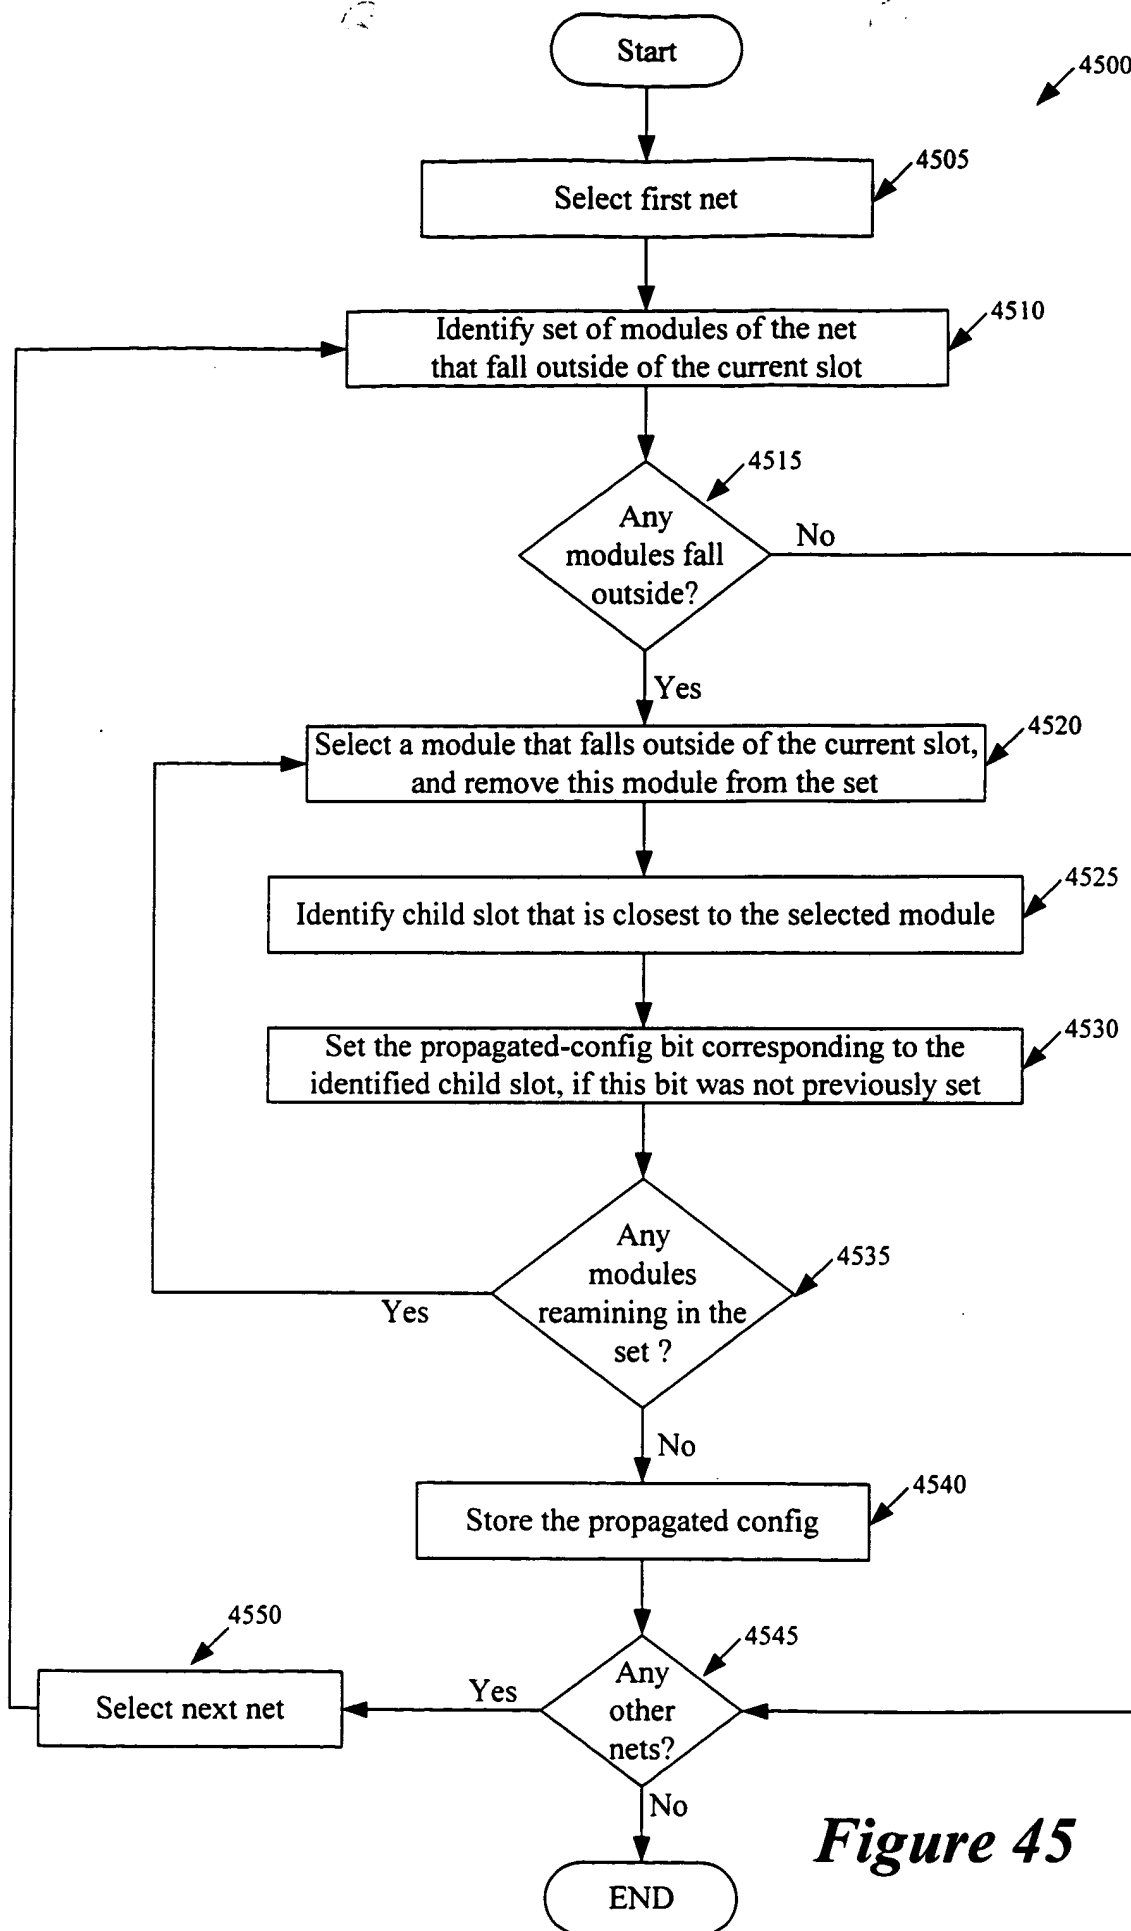 Start
4500
4505
Select first net
4510
Identify set of modules of the net
that fall outside of the current slot
4515
Any
modules fall
outside?
No
Yes
4520
Select a module that falls outside of the current slot,
and remove this module from the set
4525
Identify child slot that is closest to the selected module
4530
Set the propagated-config bit corresponding to the
identified child slot, if this bit was not previously set
4535
Any
modules
reamining in the
set ?
Yes
No
4540
Store the propagated config
4545
Any
other
nets?
Yes
4550
Select next net
No
END
Figure 45